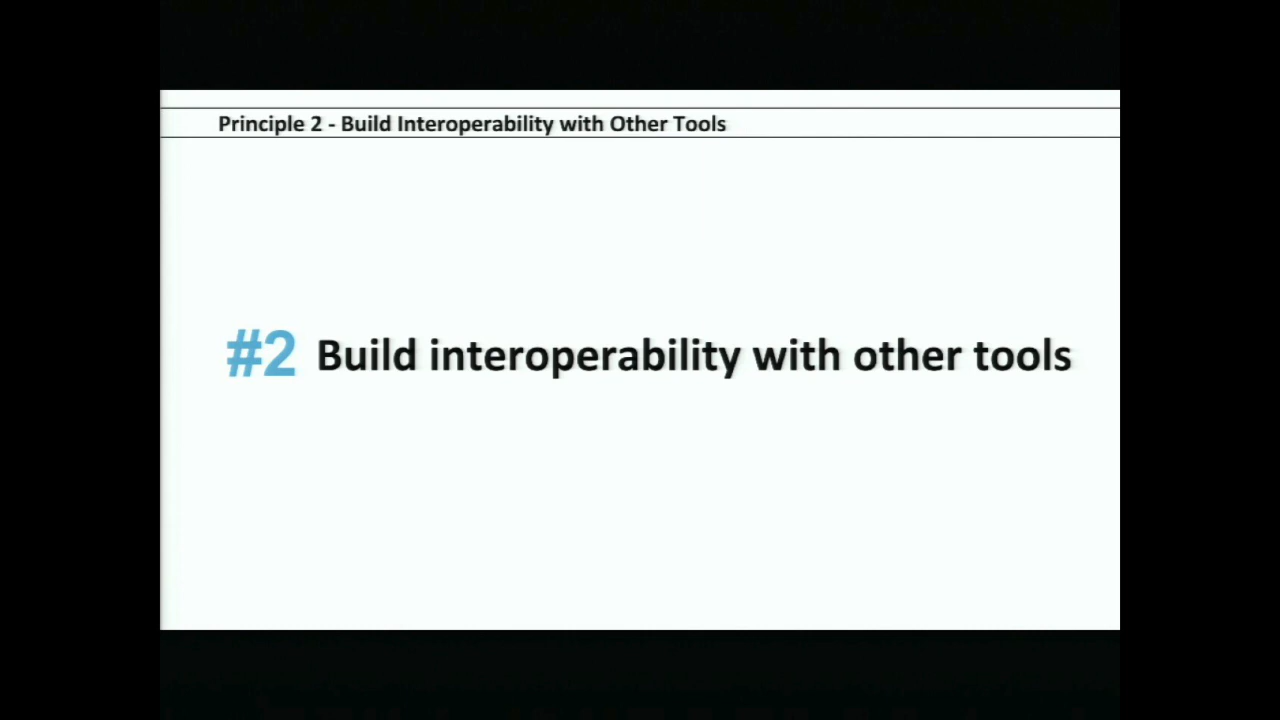 Principle 2 - Build Interoperability with Other Tools
#2 Build interoperability with other tools